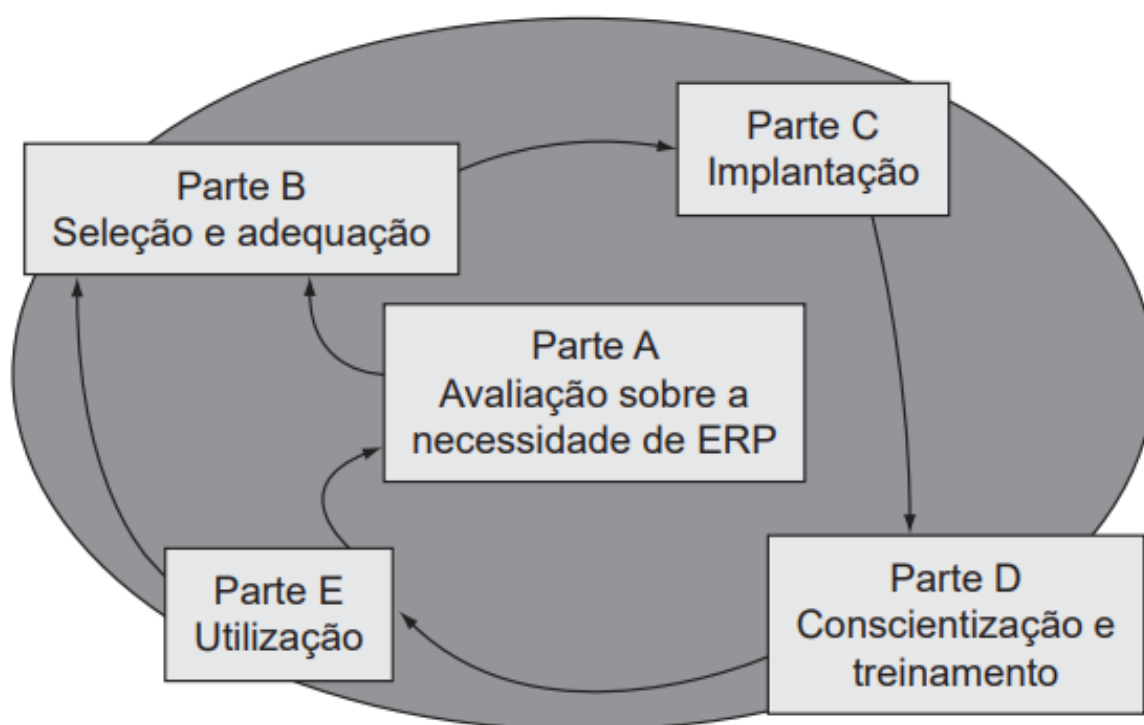 Parte C
Implantação
Parte B
Seleção e adequação
Parte A
Avaliação sobre a
necessidade de ERP
Parte E
Utilização
Parte D
Conscientização e
treinamento